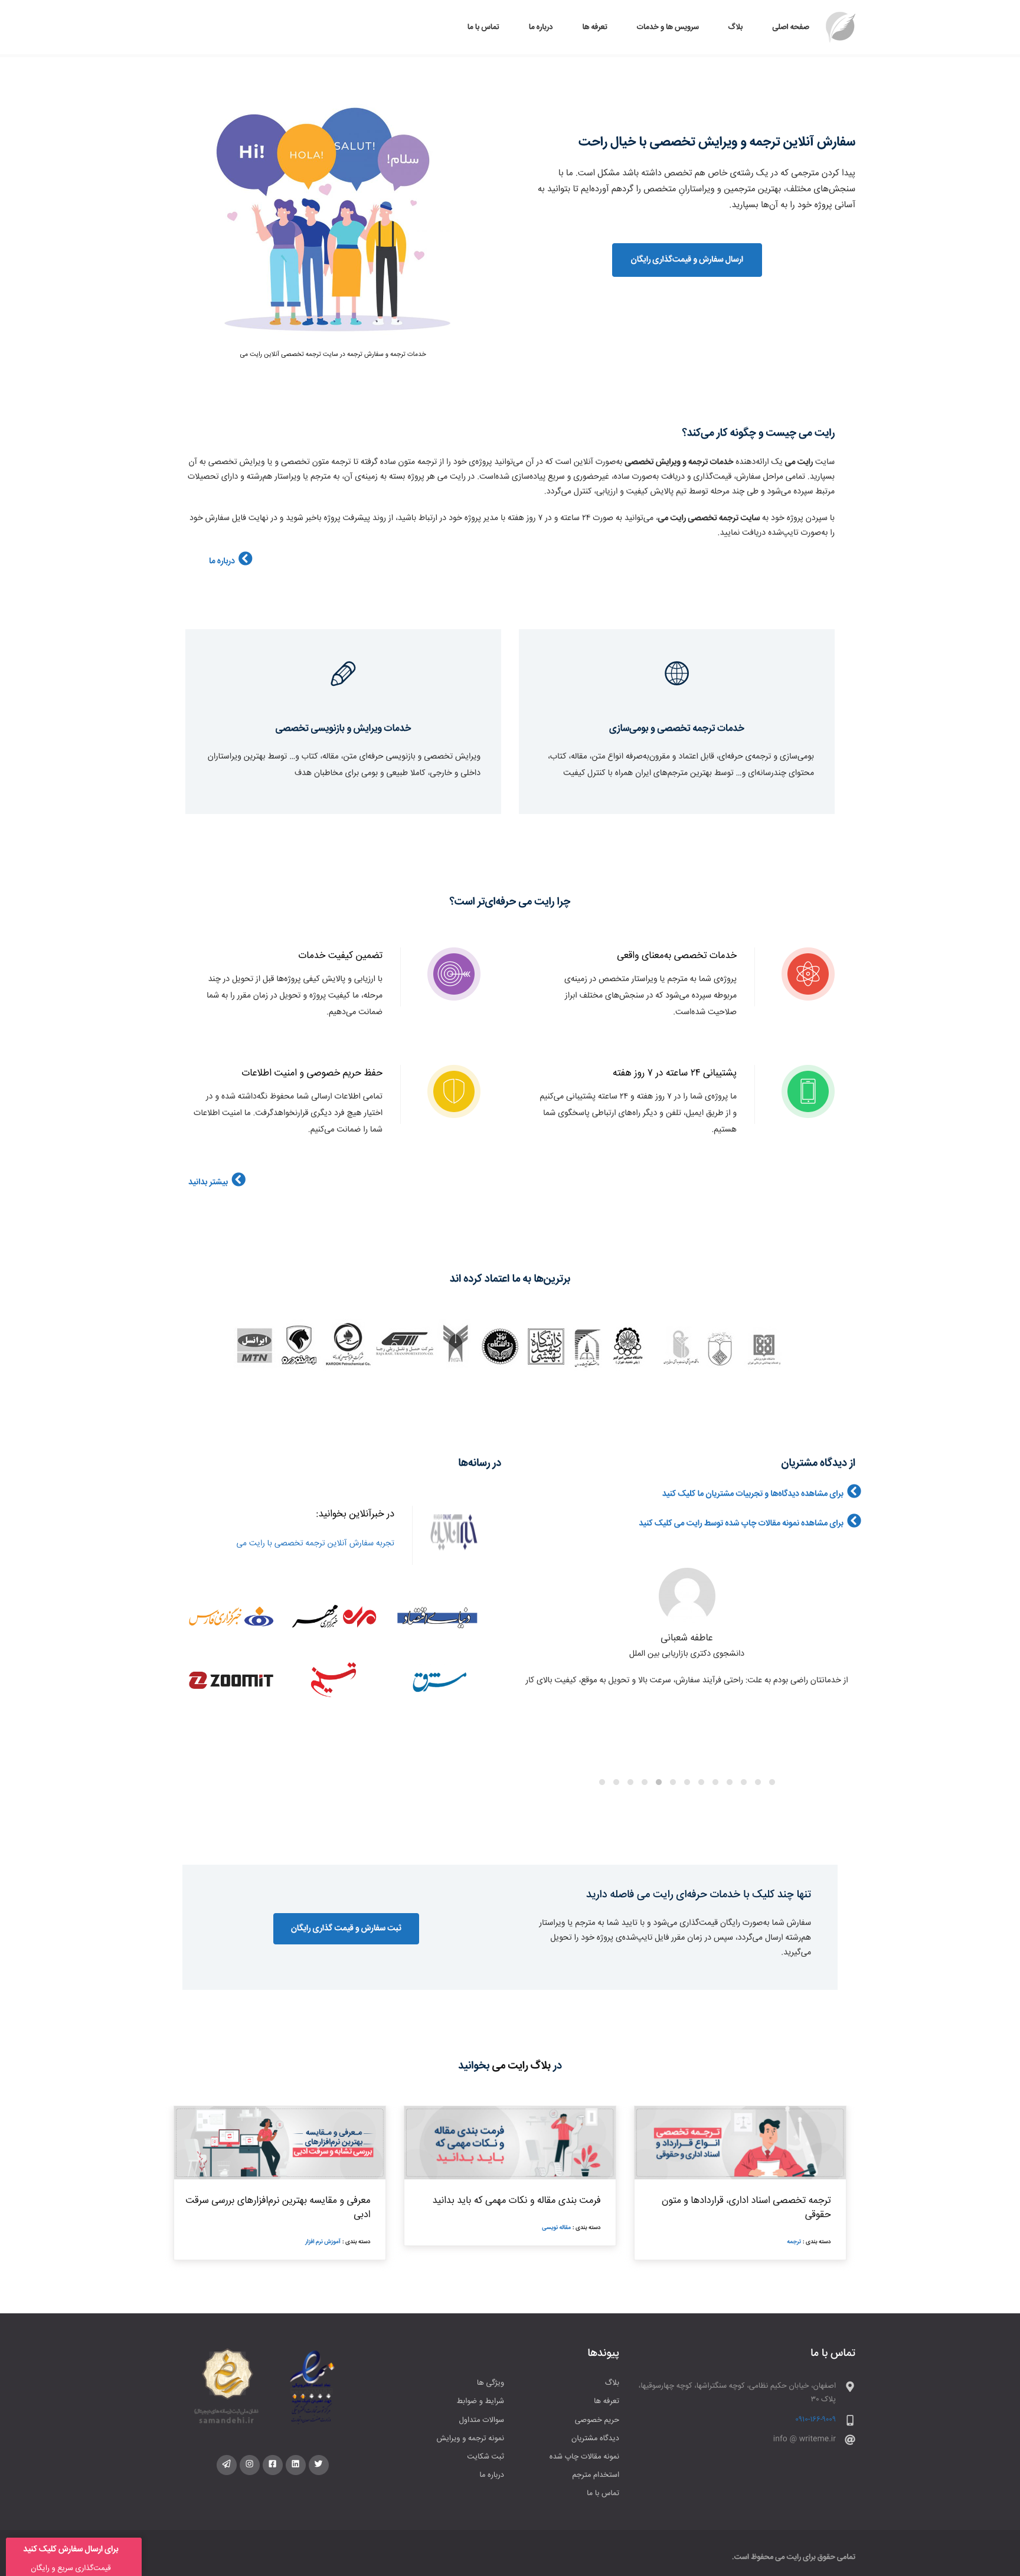 صفحه اصلی
بلاگ
سرویس ها و خدمات
تعرفه ها
درباره ما
تماس با ما
سفارش آنلاین ترجمه و ویرایش تخصصی با خیال راحت
پیدا کردن مترجمی که در یک رشته‌ی خاص هم تخصص داشته باشد مشکل است. ما با
سنجش‌های مختلف، بهترین مترجمین و ویراستاران متخصص را گردهم آورده‌ایم تا بتوانید به
آسانی پروژه خود را به آن‌ها بسپارید.
ارسال سفارش و قیمت‌گذاری رایگان
Hi!
HOLA!
SALUT!
سلام!
خدمات ترجمه و سفارش ترجمه در سایت ترجمه تخصصی آنلاین رایت می
رایت می چیست و چگونه کار می‌کند؟
سایت رایت می یک ارائه‌دهنده خدمات ترجمه و ویرایش تخصصی به‌صورت آنلاین است که در آن می‌توانید پروژه‌ی خود را از ترجمه متون ساده گرفته تا ترجمه متون تخصصی و یا ویرایش تخصصی به آن
بسپارید. تمامی مراحل سفارش، قیمت‌گذاری و دریافت به‌صورت ساده، غیرحضوری و سریع پیاده‌سازی شده‌است. در رایت می هر پروژه بسته به زمینه‌ی آن، به مترجم یا ویراستار هم‌رشته و دارای تحصیلات
مرتبط سپرده می‌شود و طی چند مرحله توسط تیم پالایش کیفیت و ارزیابی، کنترل می‌گردد.
با سپردن پروژه خود به سایت ترجمه تخصصی رایت می، می‌توانید به صورت ۲۴ ساعته و در ۷ روز هفته با مدیر پروژه خود در ارتباط باشید، از روند پیشرفت پروژه باخبر شوید و در نهایت فایل سفارش خود
را به‌صورت تایپ‌شده دریافت نمایید.
درباره ما
خدمات ترجمه تخصصی و بومی‌سازی
بومی‌سازی و ترجمه‌ی حرفه‌ای، قابل اعتماد و مقرون‌به‌صرفه انواع متن، مقاله، کتاب،
محتوای چندرسانه‌ای و... توسط بهترین مترجم‌های ایران همراه با کنترل کیفیت
خدمات ویرایش و بازنویسی تخصصی
ویرایش تخصصی و بازنویسی حرفه‌ای متن، مقاله، کتاب و... توسط بهترین ویراستاران
داخلی و خارجی، کاملا طبیعی و بومی برای مخاطبان هدف
چرا رایت می حرفه‌ای‌تر است؟
خدمات تخصصی به‌معنای واقعی
پروژه‌ی شما به مترجم یا ویراستار متخصص در زمینه‌ی
مربوطه سپرده می‌شود که در سنجش‌های مختلف ابراز
صلاحیت شده‌است.
تضمین کیفیت خدمات
با ارزیابی و پالایش کیفی پروژه‌ها قبل از تحویل در چند
مرحله، ما کیفیت پروژه و تحویل در زمان مقرر را به شما
ضمانت می‌دهیم.
پشتیبانی ۲۴ ساعته در ۷ روز هفته
ما پروژه‌ی شما را در ۷ روز هفته و ۲۴ ساعته پشتیبانی می‌کنیم
و از طریق ایمیل، تلفن و دیگر راه‌های ارتباطی پاسخگوی شما
هستیم.
حفظ حریم خصوصی و امنیت اطلاعات
تمامی اطلاعات ارسالی شما محفوظ نگه‌داشته شده و در
اختیار هیچ فرد دیگری قرارنخواهدگرفت. ما امنیت اطلاعات
شما را ضمانت می‌کنیم.
بیشتر بدانید
برترین‌ها به ما اعتماد کرده اند
ایرانسل
MTN
از دیدگاه مشتریان
برای مشاهده دیدگاه‌ها و تجربیات مشتریان ما کلیک کنید
برای مشاهده نمونه مقالات چاپ شده توسط رایت می کلیک کنید
عاطفه شعبانی
دانشجوی دکتری بازاریابی بین الملل
از خدماتتان راضی بودم به علت: راحتی فرآیند سفارش، سرعت بالا و تحویل به موقع، کیفیت بالای کار
در رسانه‌ها
در خبرآنلاین بخوانید:
تجربه سفارش آنلاین ترجمه تخصصی با رایت می
خبرگزاری مهر
خبرگزاری فارس
مشرق
تسنیم
ZOOMiT
تنها چند کلیک با خدمات حرفه‌ای رایت می فاصله دارید
سفارش شما به‌صورت رایگان قیمت‌گذاری می‌شود و با تایید شما به مترجم یا ویراستار
هم‌رشته ارسال می‌گردد، سپس در زمان مقرر فایل تایپ‌شده‌ی پروژه خود را تحویل
می‌گیرید.
ثبت سفارش و قیمت گذاری رایگان
در بلاگ رایت می بخوانید
ترجمه تخصصی
انواع قرارداد و
اسناد اداری و حقوقی
ترجمه تخصصی اسناد اداری، قراردادها و متون
حقوقی
دسته بندی : ترجمه
فرمت بندی مقاله
و نکات مهمی که
باید بدانید
فرمت بندی مقاله و نکات مهمی که باید بدانید
دسته بندی : مقاله نویسی
معرفی و مقایسه
بهترین نرم‌افزارهای
بررسی تشابه و سرقت ادبی
معرفی و مقایسه بهترین نرم‌افزارهای بررسی سرقت
ادبی
دسته بندی : آموزش نرم افزار
تماس با ما
اصفهان، خیابان حکیم نظامی، کوچه سنگتراشها، کوچه چهارسوقیها،
پلاک ۳۰
info @ writeme.ir
پیوندها
بلاگ
تعرفه ها
حریم خصوصی
دیدگاه مشتریان
نمونه مقالات چاپ شده
استخدام مترجم
تماس با ما
ویژگی ها
شرایط و ضوابط
سوالات متداول
نمونه ترجمه و ویرایش
ثبت شکایت
درباره ما
samandehi.ir
تمامی حقوق برای رایت می محفوظ است.
برای ارسال سفارش کلیک کنید
قیمت‌گذاری سریع و رایگان